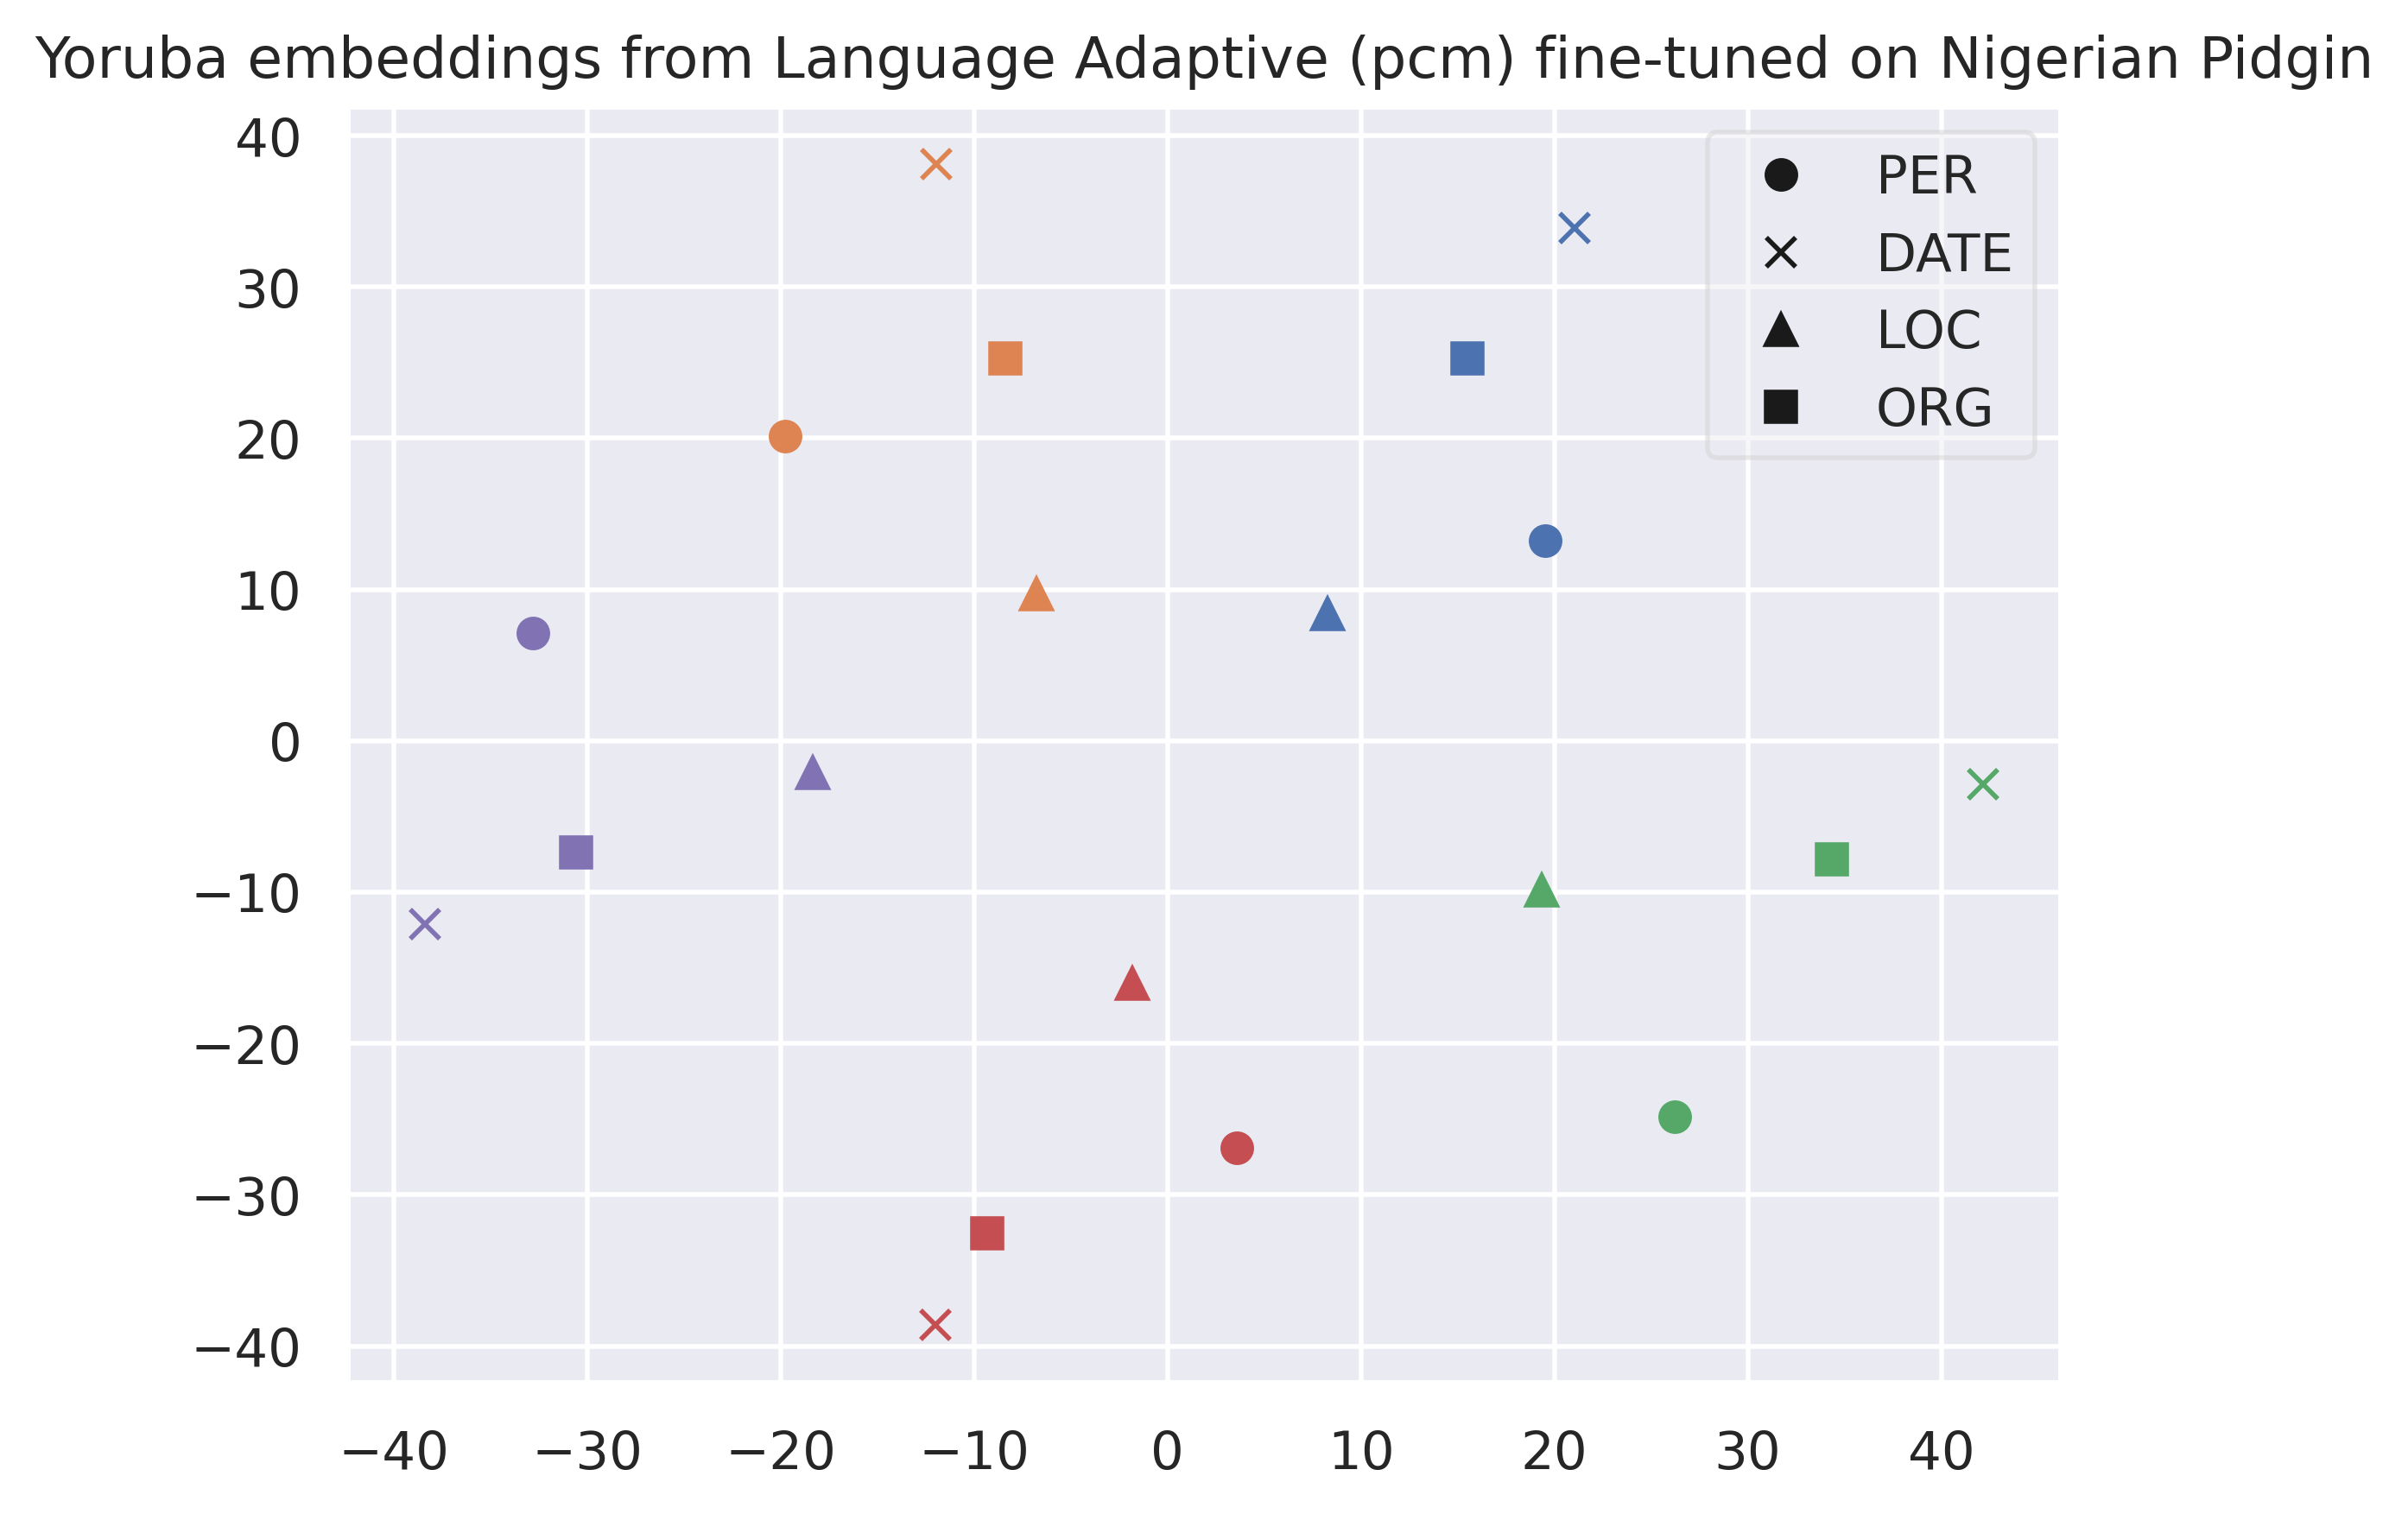 Yoruba embeddings from Language Adaptive (pcm) fine-tuned on Nigerian Pidgin
40
30
20
10
0
−10
−20
−30
−40
PER
DATE
LOC
ORG
−40 −30 −20 −10 0 10 20 30 40